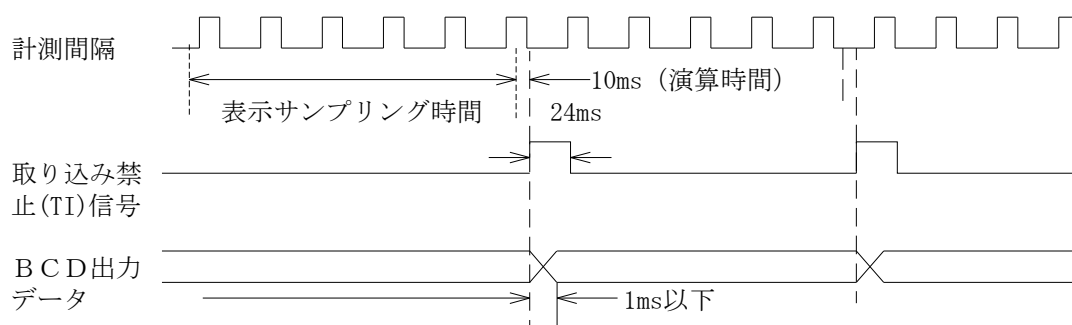 計測間隔
10ms (演算時間)
表示サンプリング時間
24ms
取り込み禁
止(TI)信号
ＢＣＤ出力
データ
1ms以下